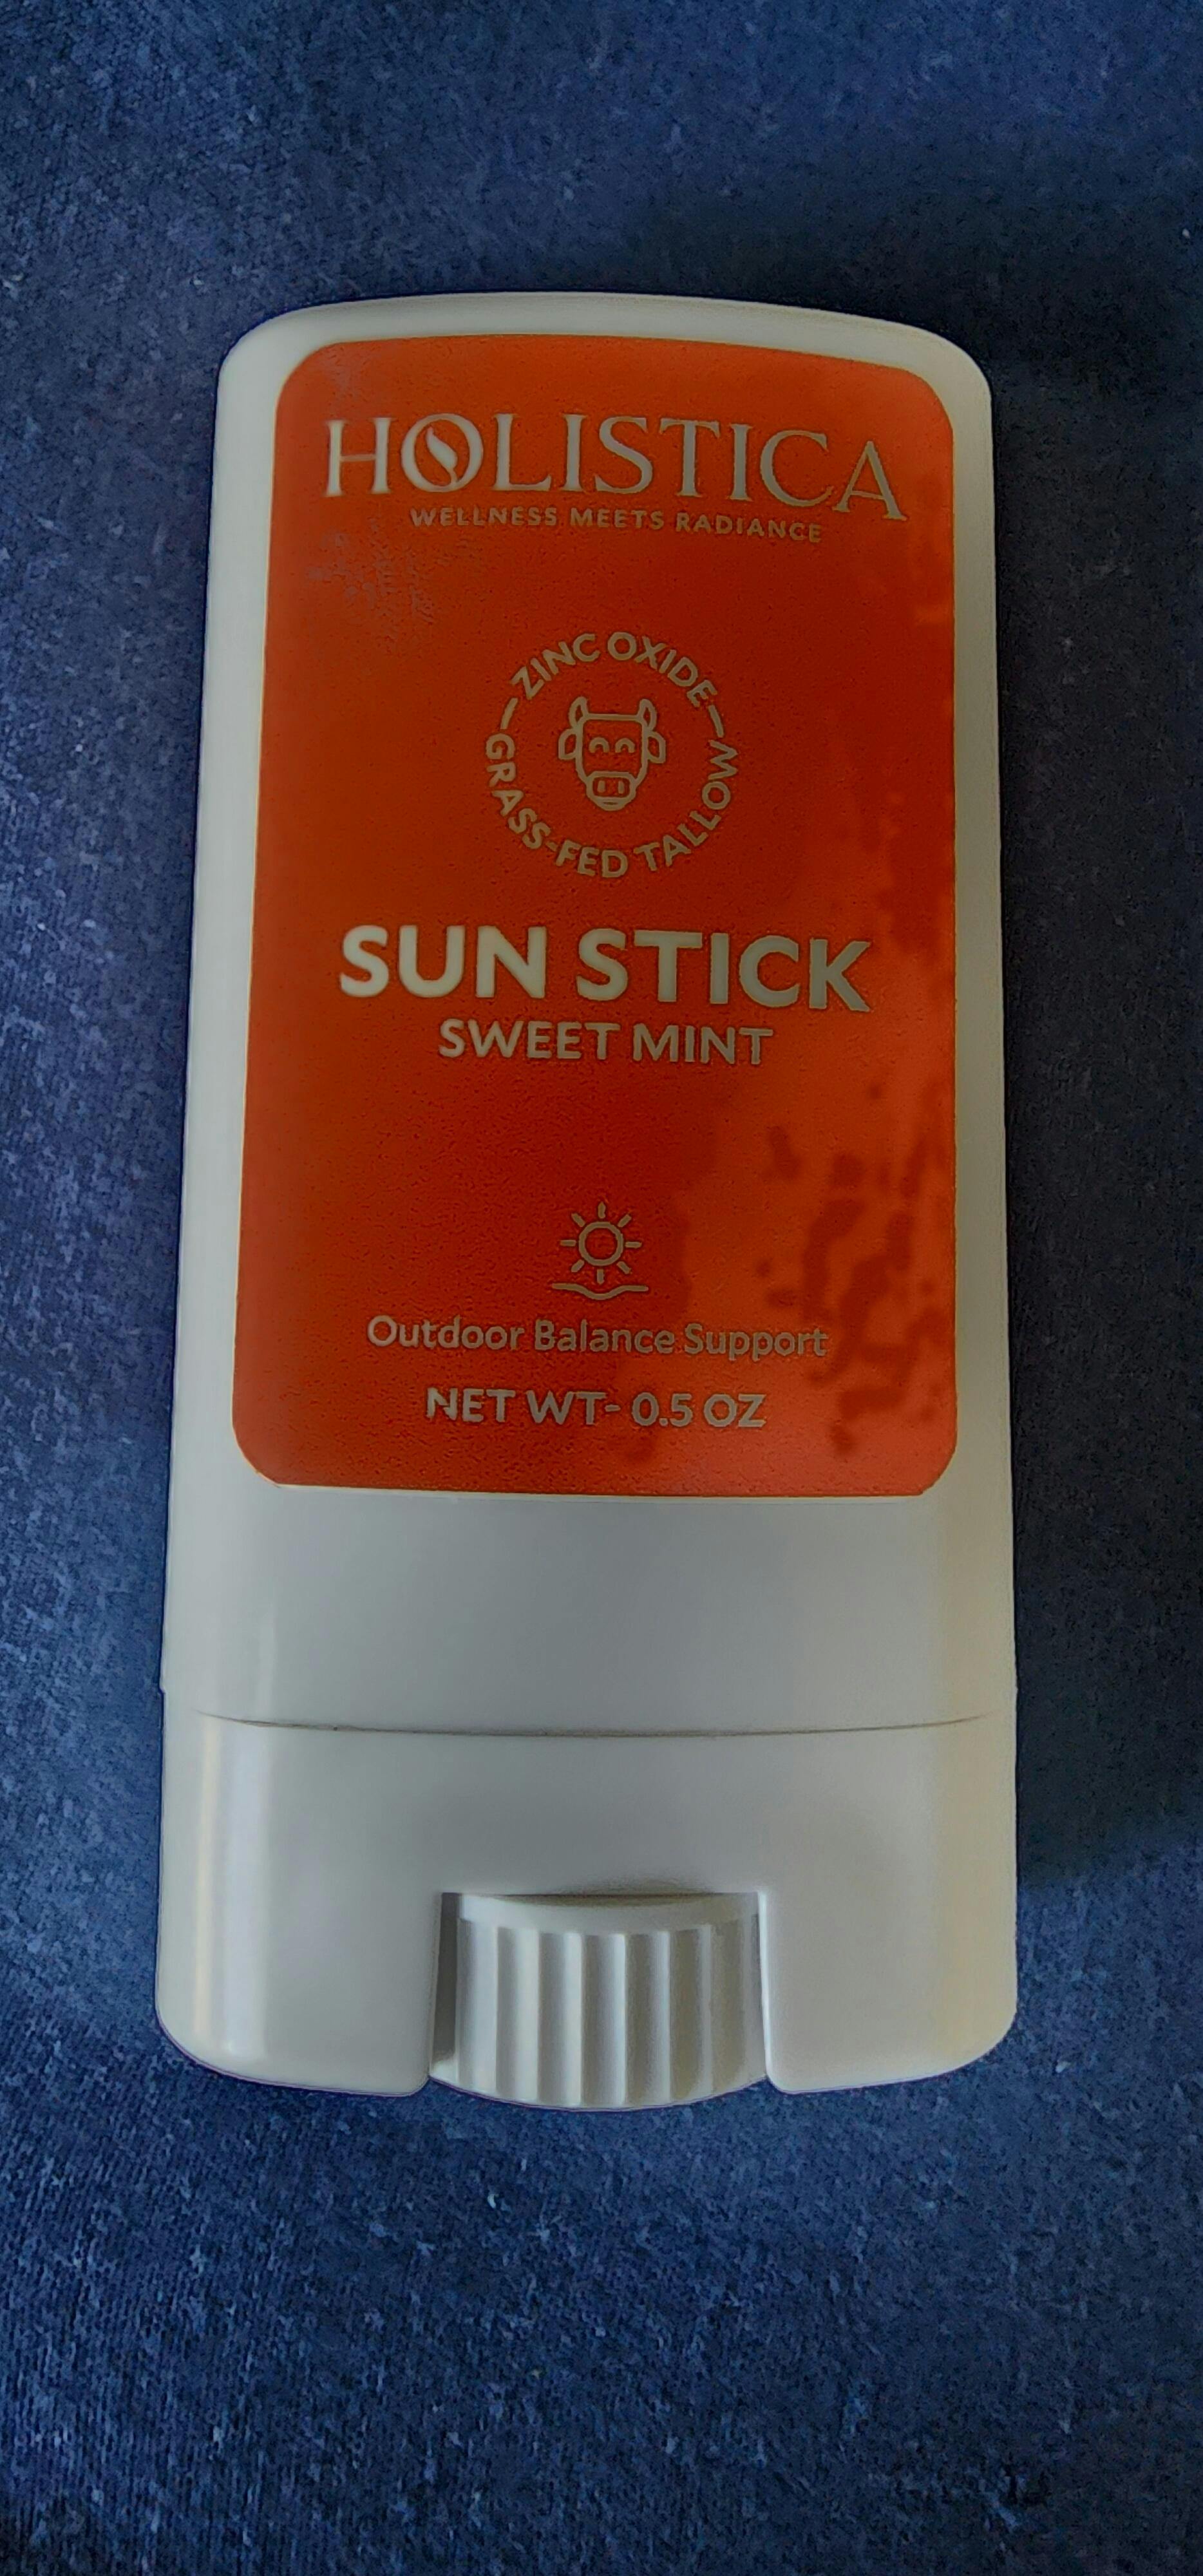 HOLISTICA
WELLNESS MEETS RADIANCE
ZINC OXIDE
GRASS-FED TALLOW
SUN STICK
SWEET MINT
Outdoor Balance Support
NET WT- 0.5 OZ